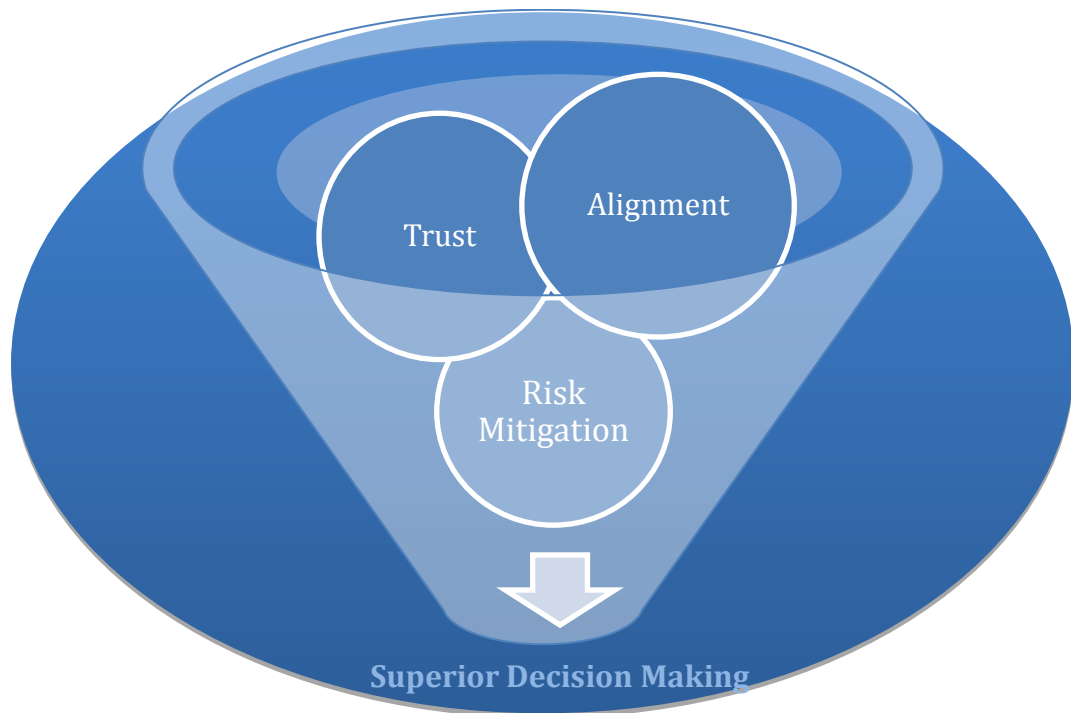 Alignment
Trust
Risk
Mitigation
Superior Decision Making